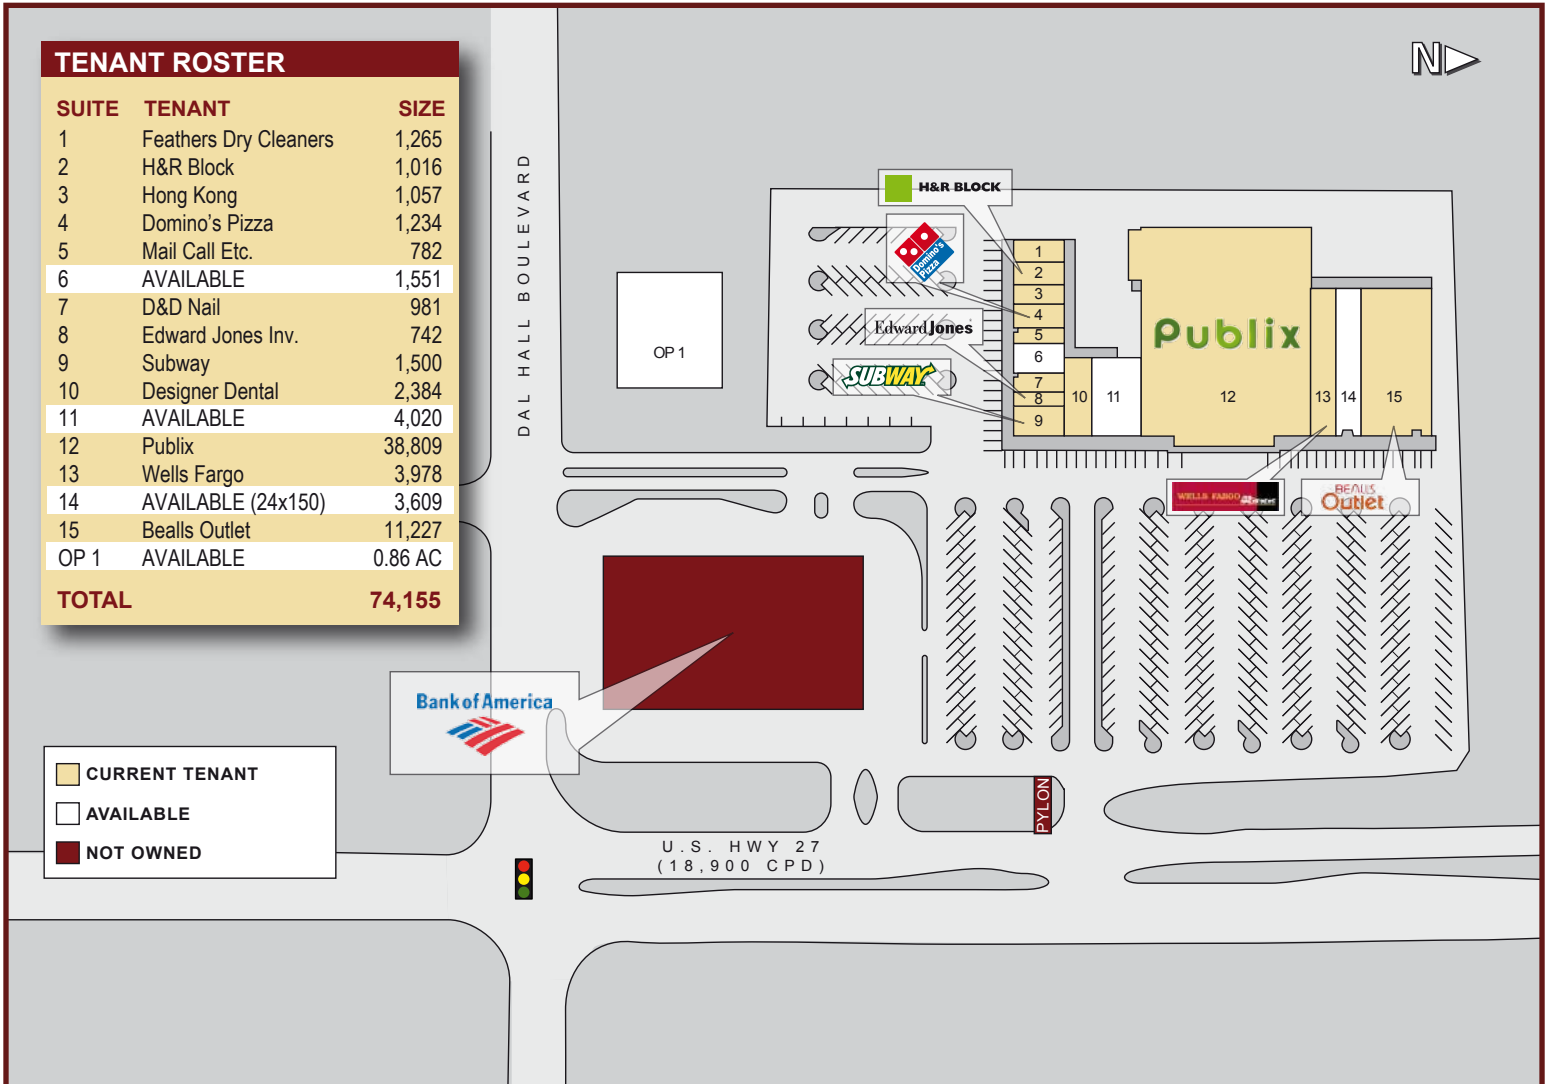 TENANT ROSTER
SUITE TENANT SIZE
1 Feathers Dry Cleaners 1,265
2 H&R Block 1,016
3 Hong Kong 1,057
4 Domino's Pizza 1,234
5 Mail Call Etc. 782
6 AVAILABLE 1,551
7 D&D Nail 981
8 Edward Jones Inv. 742
9 Subway 1,500
10 Designer Dental 2,384
11 AVAILABLE 4,020
12 Publix 38,809
13 Wells Fargo 3,978
14 AVAILABLE (24x150) 3,609
15 Bealls Outlet 11,227
OP 1 AVAILABLE 0.86 AC
TOTAL 74,155
N
DAL HALL BOULEVARD
OP 1
H&R BLOCK
Domino's
Pizza
Edward Jones
SUBWAY
1
2
3
4
5
6
7
8
9
10
11
Publix
12
13
14
15
WELLS FARGO
BEALLS
Outlet
Bank of America
CURRENT TENANT
AVAILABLE
NOT OWNED
PYLON
U.S. HWY 27
(18,900 CPD)